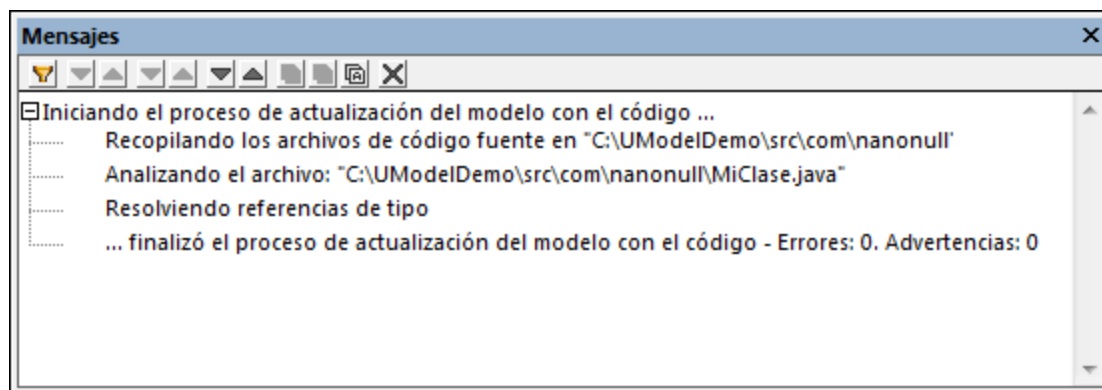 Mensajes
Iniciando el proceso de actualización del modelo con el código ...
Recopilando los archivos de código fuente en "C:\UModelDemo\src\com\nanonull'
Analizando el archivo: "C:\UModelDemo\src\com\nanonull\MiClase.java"
Resolviendo referencias de tipo
... finalizó el proceso de actualización del modelo con el código - Errores: 0. Advertencias: 0